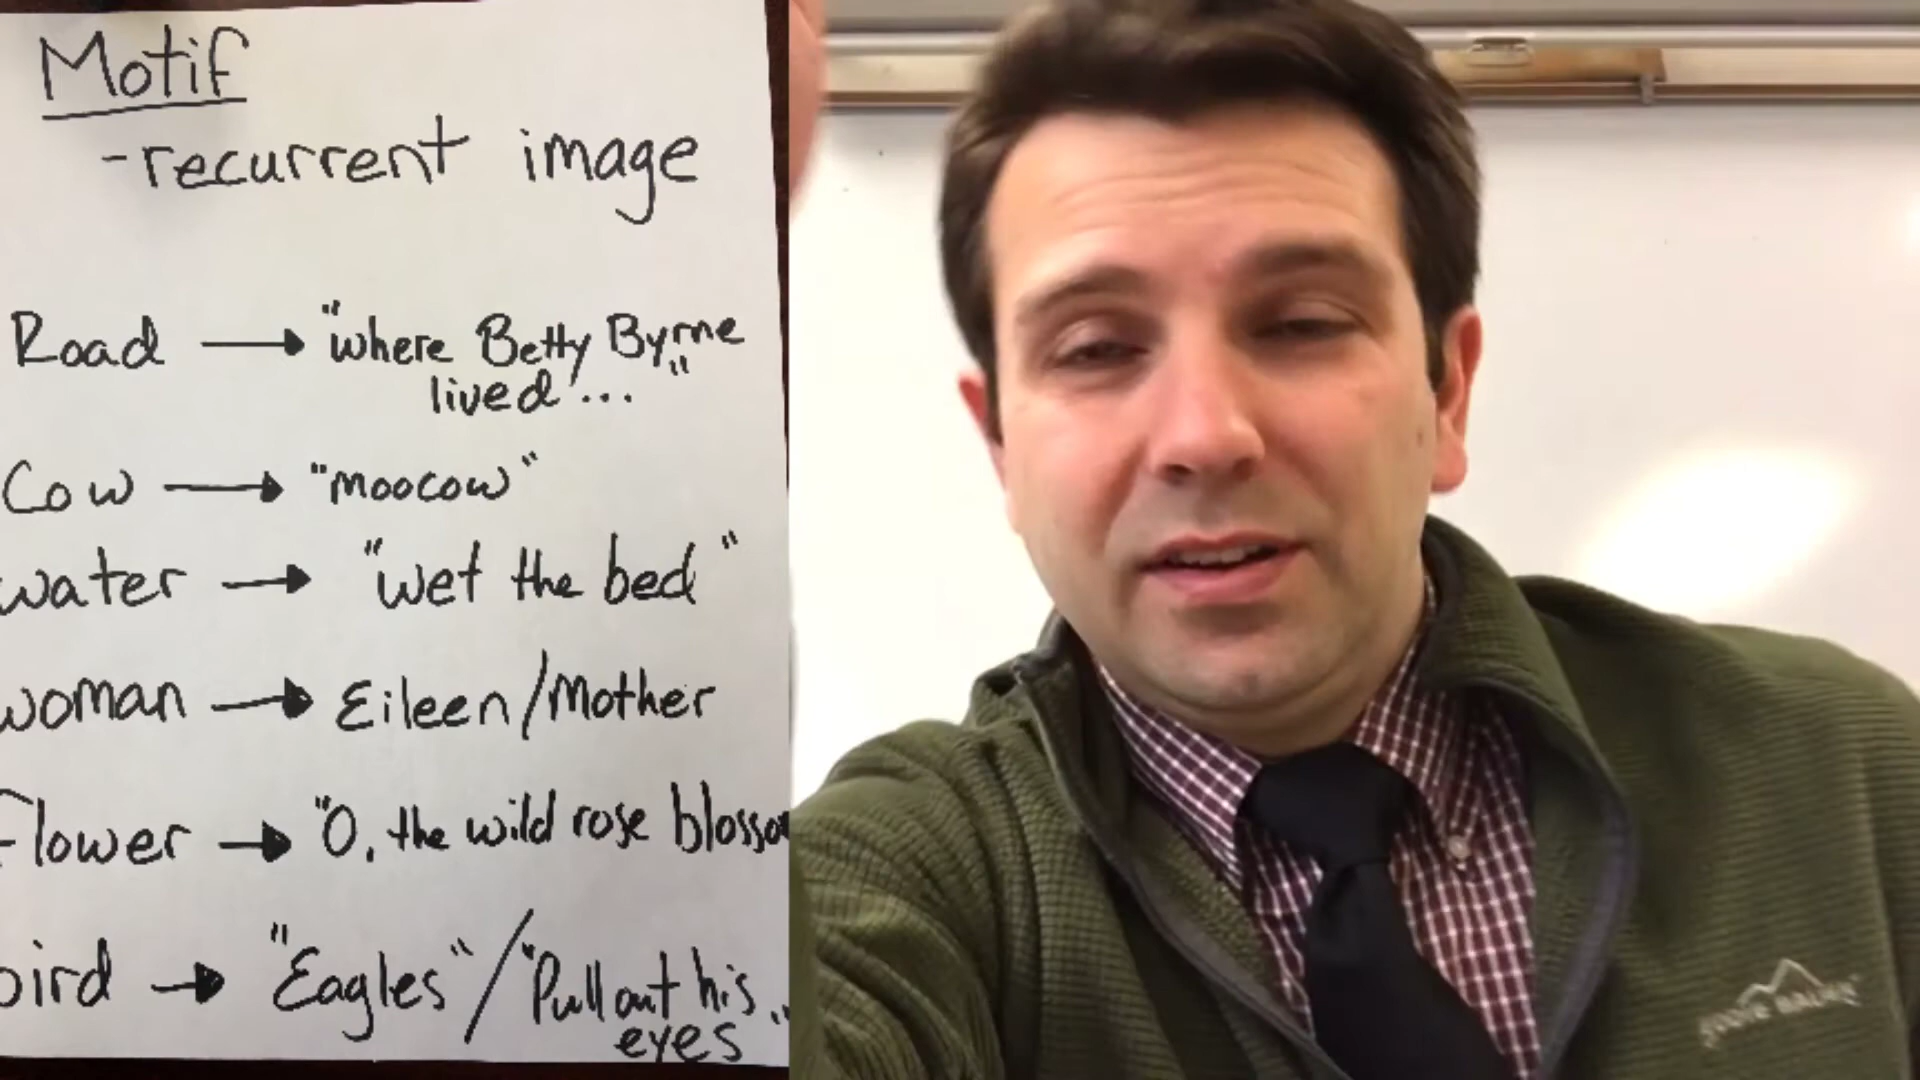 Motif
-recurrent image
Road → "where Betty Byrne
lived ..."
Cow → "moocow"
water → "wet the bed"
woman → Eileen/Mother
Flower → "O, the wild rose blosso
bird → "Eagles"/"Pull out his
eyes"